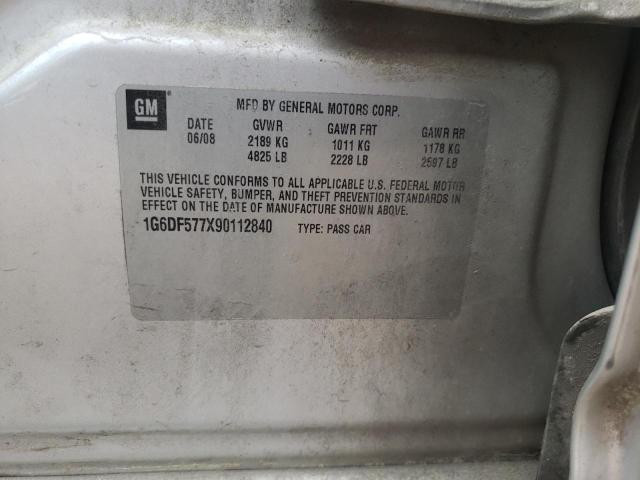 GM
MFD BY GENERAL MOTORS CORP.
DATE GVWR GAWR FRT GAWR RR
06/08 2189 KG 1011 KG 1178 KG
4825 LB 2228 LB 2597 LB
THIS VEHICLE CONFORMS TO ALL APPLICABLE U.S. FEDERAL MOTOR
VEHICLE SAFETY, BUMPER, AND THEFT PREVENTION STANDARDS IN
EFFECT ON THE DATE OF MANUFACTURE SHOWN ABOVE.
1G6DF577X90112840 TYPE: PASS CAR